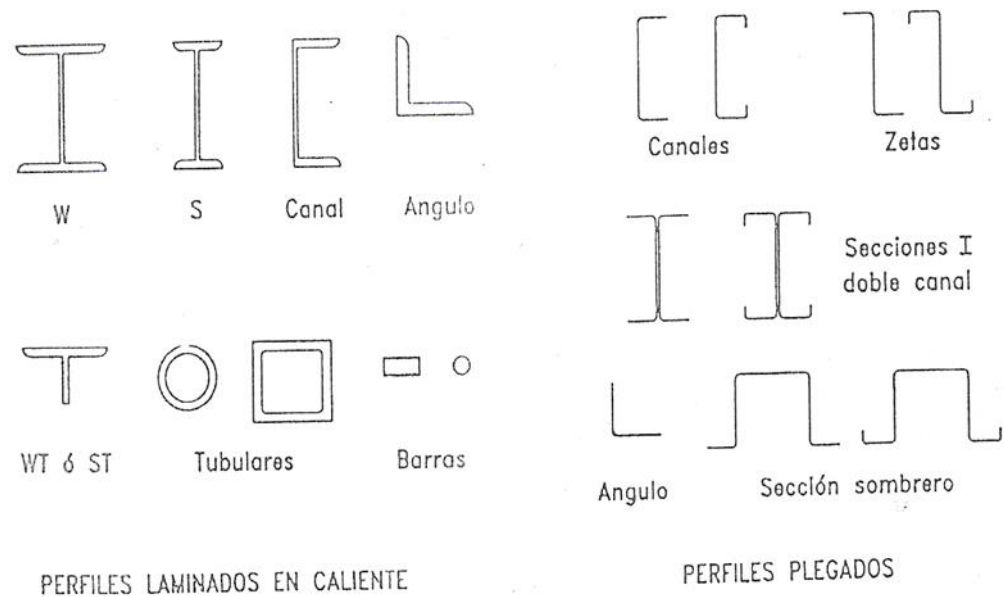 W
S
Canal
Angulo
WT ó ST
Tubulares
Barras
PERFILES LAMINADOS EN CALIENTE
Canales
Zetas
Secciones I
doble canal
Angulo
Sección sombrero
PERFILES PLEGADOS